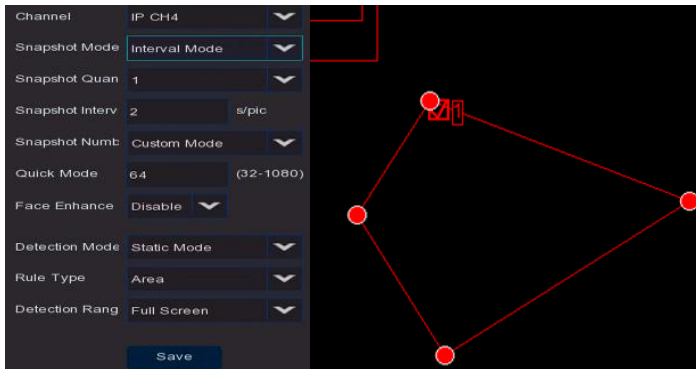 Channel IP CH4
Snapshot Mode Interval Mode
Snapshot Quan 1
Snapshot Interv 2 s/pic
Snapshot Numb Custom Mode
Quick Mode 64 (32-1080)
Face Enhance Disable
Detection Mode Static Mode
Rule Type Area
Detection Rang Full Screen
Save